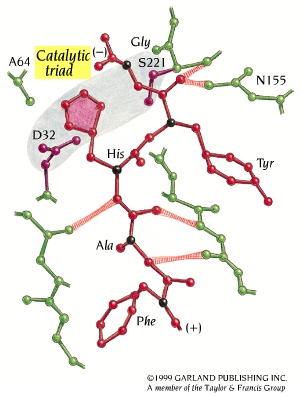 Gly
Catalytic
triad
(–)
A64
S221
N155
D32
His
Tyr
Ala
Phe
(+)
©1999 GARLAND PUBLISHING INC.
A member of the Taylor & Francis Group